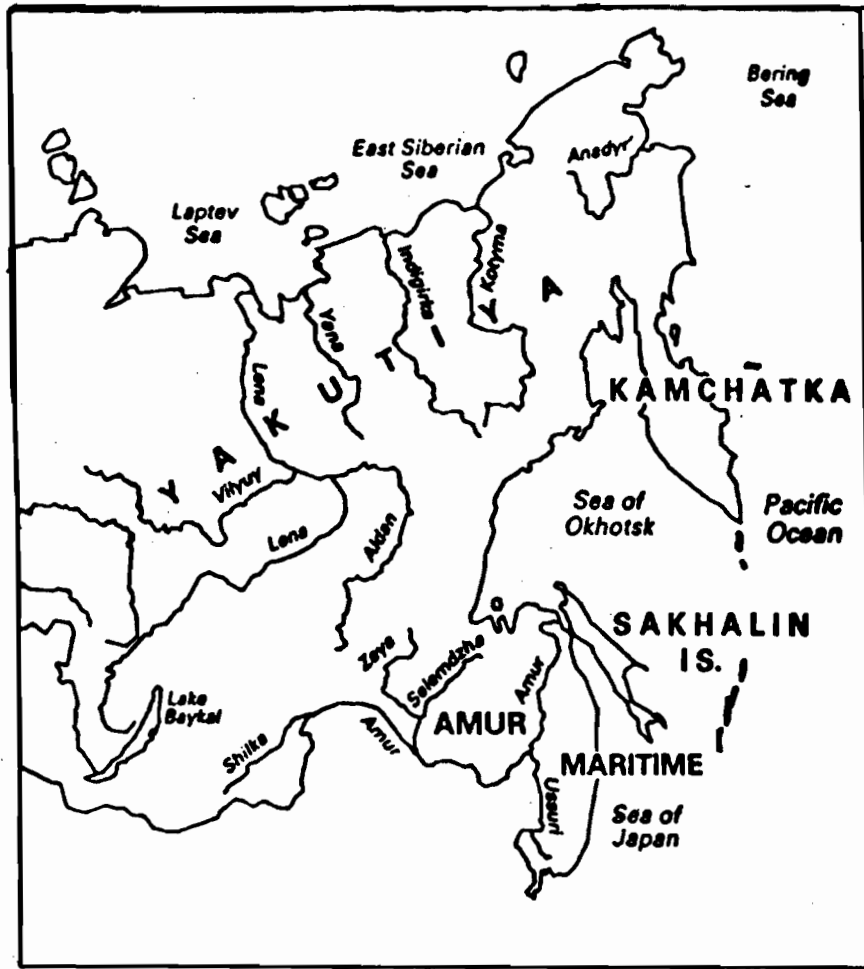 Bering
Sea
East Siberian
Sea
Anadyr'
Laptev
Sea
Indigirka
Kolyma
Yana
Lena
Y A K U T I A
KAMCHATKA
Vilyuy
Sea of
Okhotsk
Pacific
Ocean
Lena
Aldan
SAKHALIN
IS.
Zeya
Selemdzha
Amur
Lake
Baykal
AMUR
Shilka
Amur
MARITIME
Ussuri
Sea of
Japan